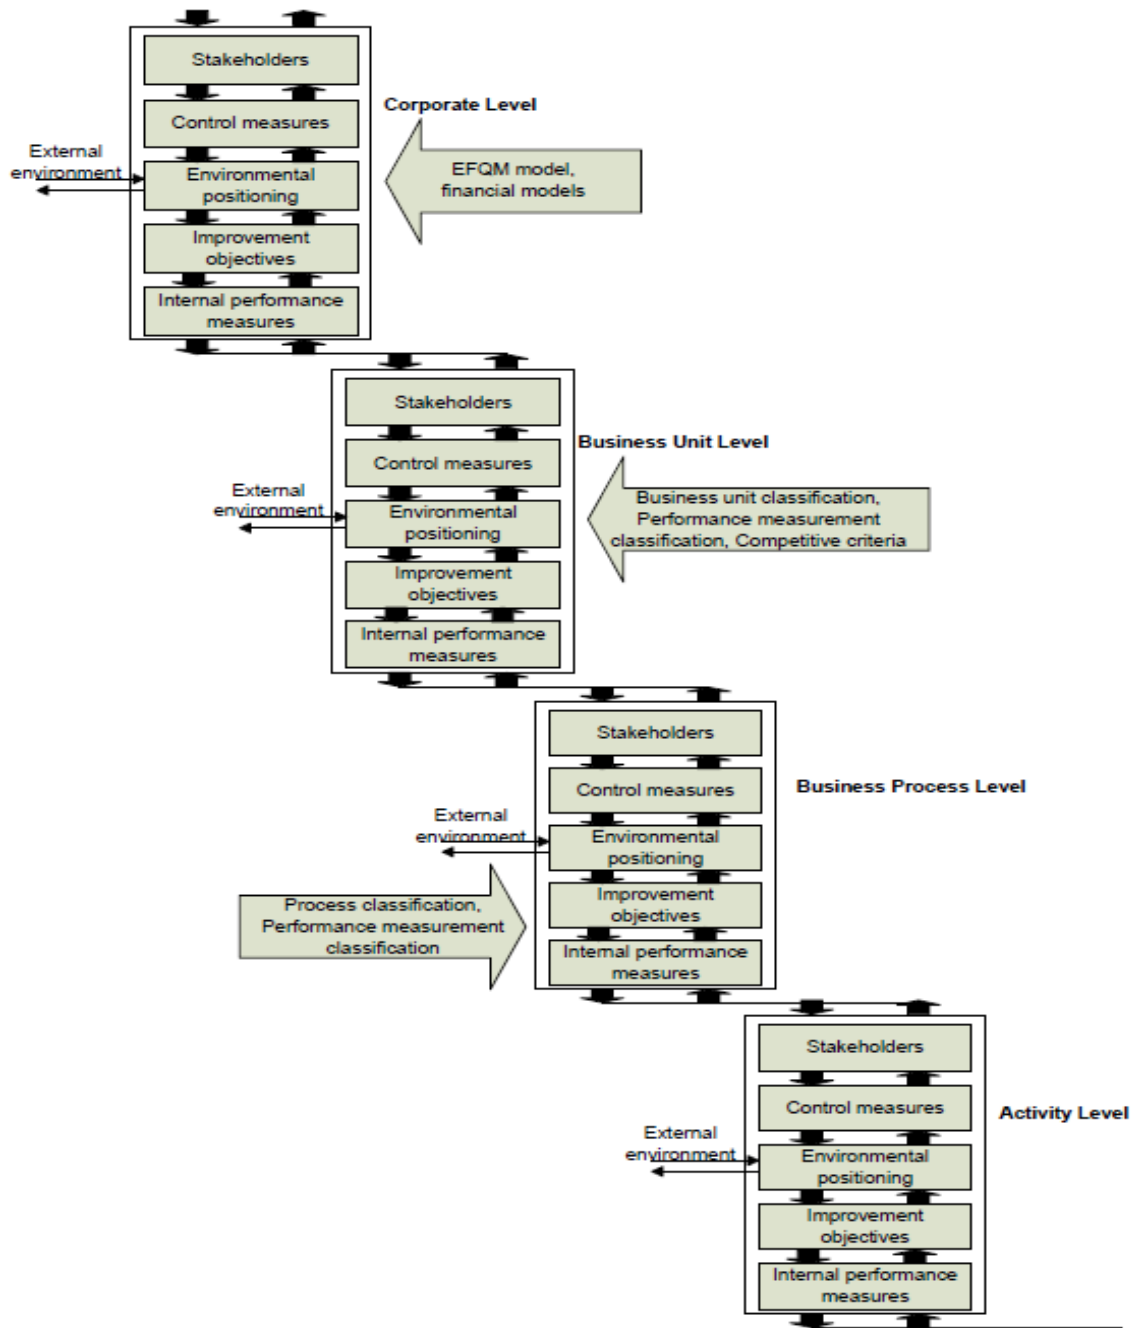 Stakeholders
Corporate Level
Control measures
External
environment
Environmental
positioning
EFQM model,
financial models
Improvement
objectives
Internal performance
measures
Stakeholders
Business Unit Level
Control measures
External
environment
Environmental
positioning
Business unit classification,
Performance measurement
classification, Competitive criteria
Improvement
objectives
Internal performance
measures
Stakeholders
Business Process Level
Control measures
External
environment
Environmental
positioning
Process classification,
Performance measurement
classification
Improvement
objectives
Internal performance
measures
Stakeholders
Control measures
Activity Level
External
environment
Environmental
positioning
Improvement
objectives
Internal performance
measures